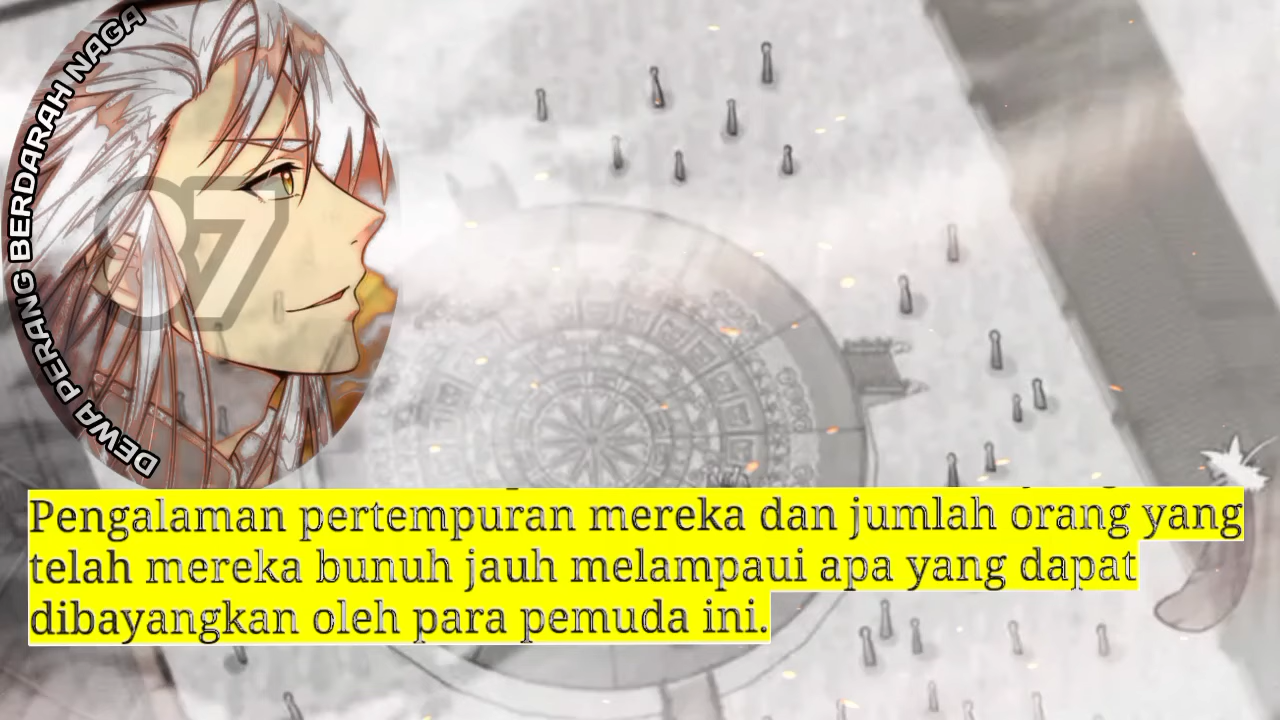 DEWA PERANG BERDARAH NAGA
97
Pengalaman pertempuran mereka dan jumlah orang yang
telah mereka bunuh jauh melampaui apa yang dapat
dibayangkan oleh para pemuda ini.